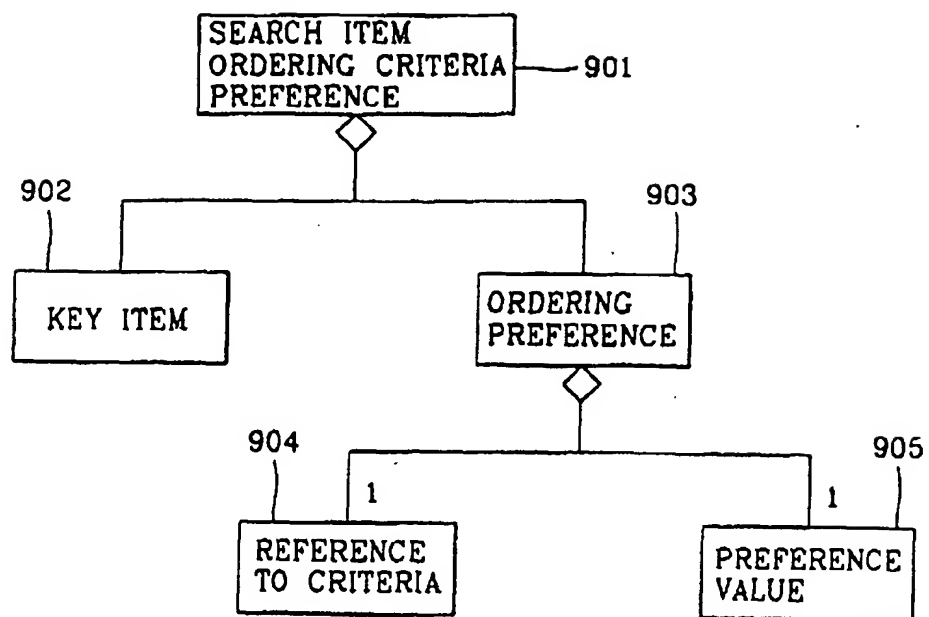 SEARCH ITEM
ORDERING CRITERIA
PREFERENCE
901
902
903
KEY ITEM
ORDERING
PREFERENCE
904
905
1
1
REFERENCE
TO CRITERIA
PREFERENCE
VALUE